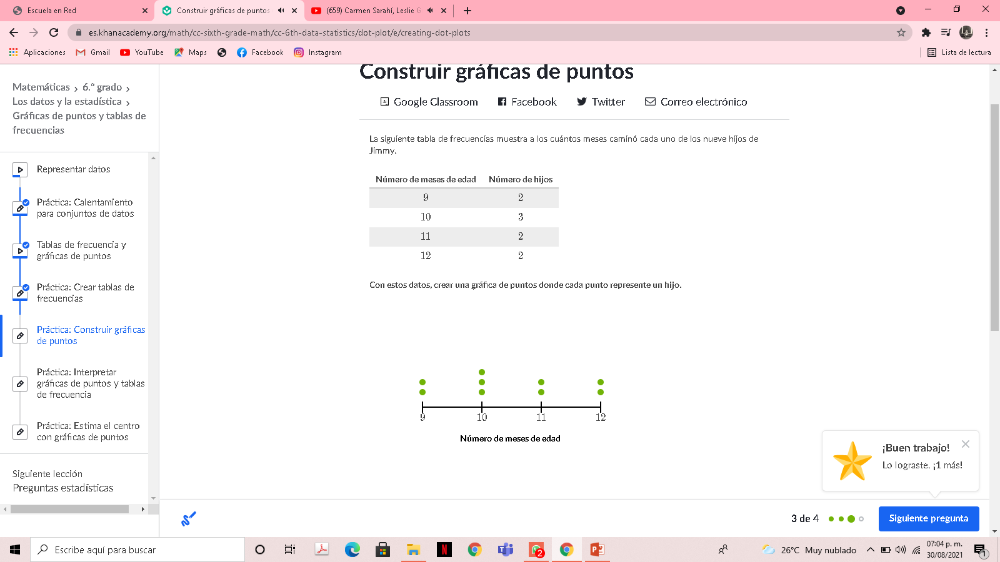 Escuela en Red
Construir gráficas de puntos
(659) Carmen Sarahí, Leslie G
es.khanacademy.org/math/cc-sixth-grade-math/cc-6th-data-statistics/dot-plot/e/creating-dot-plots
Aplicaciones
Gmail
YouTube
Maps
Facebook
Instagram
Lista de lectura
Matemáticas
6.º grado
Los datos y la estadística
Gráficas de puntos y tablas de
frecuencias
Representar datos
Práctica: Calentamiento
para conjuntos de datos
Tablas de frecuencia y
gráficas de puntos
Práctica: Crear tablas de
frecuencias
Práctica: Construir gráficas
de puntos
Práctica: Interpretar
gráficas de puntos y tablas
de frecuencia
Práctica: Estima el centro
con gráficas de puntos
Siguiente lección
Preguntas estadísticas
Construir gráficas de puntos
Google Classroom
Facebook
Twitter
Correo electrónico
La siguiente tabla de frecuencias muestra a los cuántos meses caminó cada uno de los nueve hijos de
Jimmy.
Número de meses de edad Número de hijos
9 2
10 3
11 2
12 2
Con estos datos, crear una gráfica de puntos donde cada punto represente un hijo.
9 10 11 12
Número de meses de edad
¡Buen trabajo!
Lo lograste. ¡1 más!
3 de 4
Siguiente pregunta
Escribe aquí para buscar
2
26°C Muy nublado
07:04 p. m.
30/08/2021
1